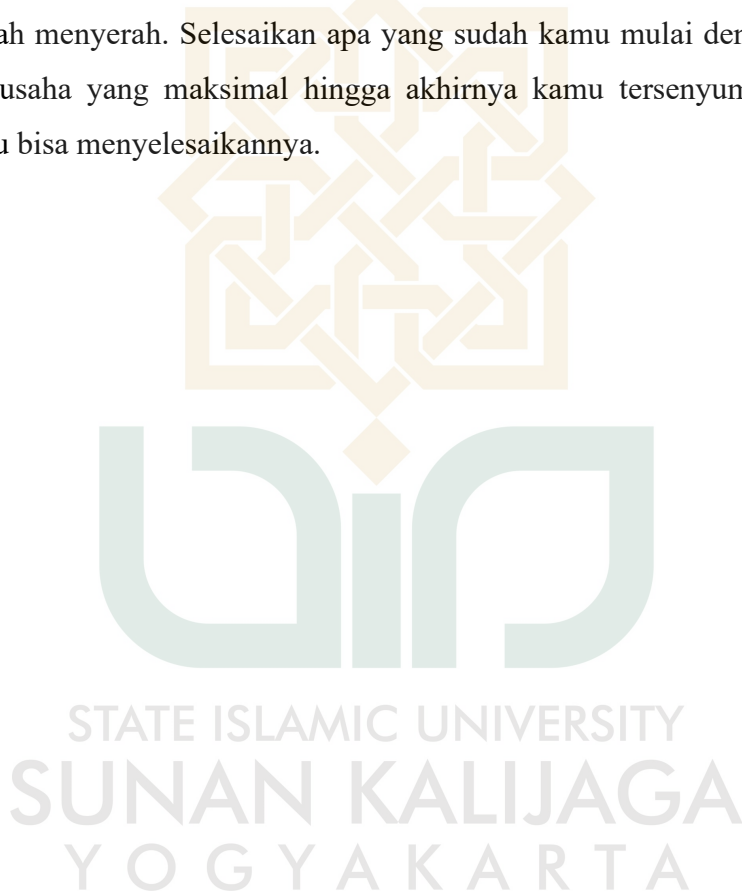 ah menyerah. Selesaikan apa yang sudah kamu mulai den
usaha yang maksimal hingga akhirnya kamu tersenyum
u bisa menyelesaikannya.
STATE ISLAMIC UNIVERSITY
SUNAN KALIJAGA
YOGYAKARTA